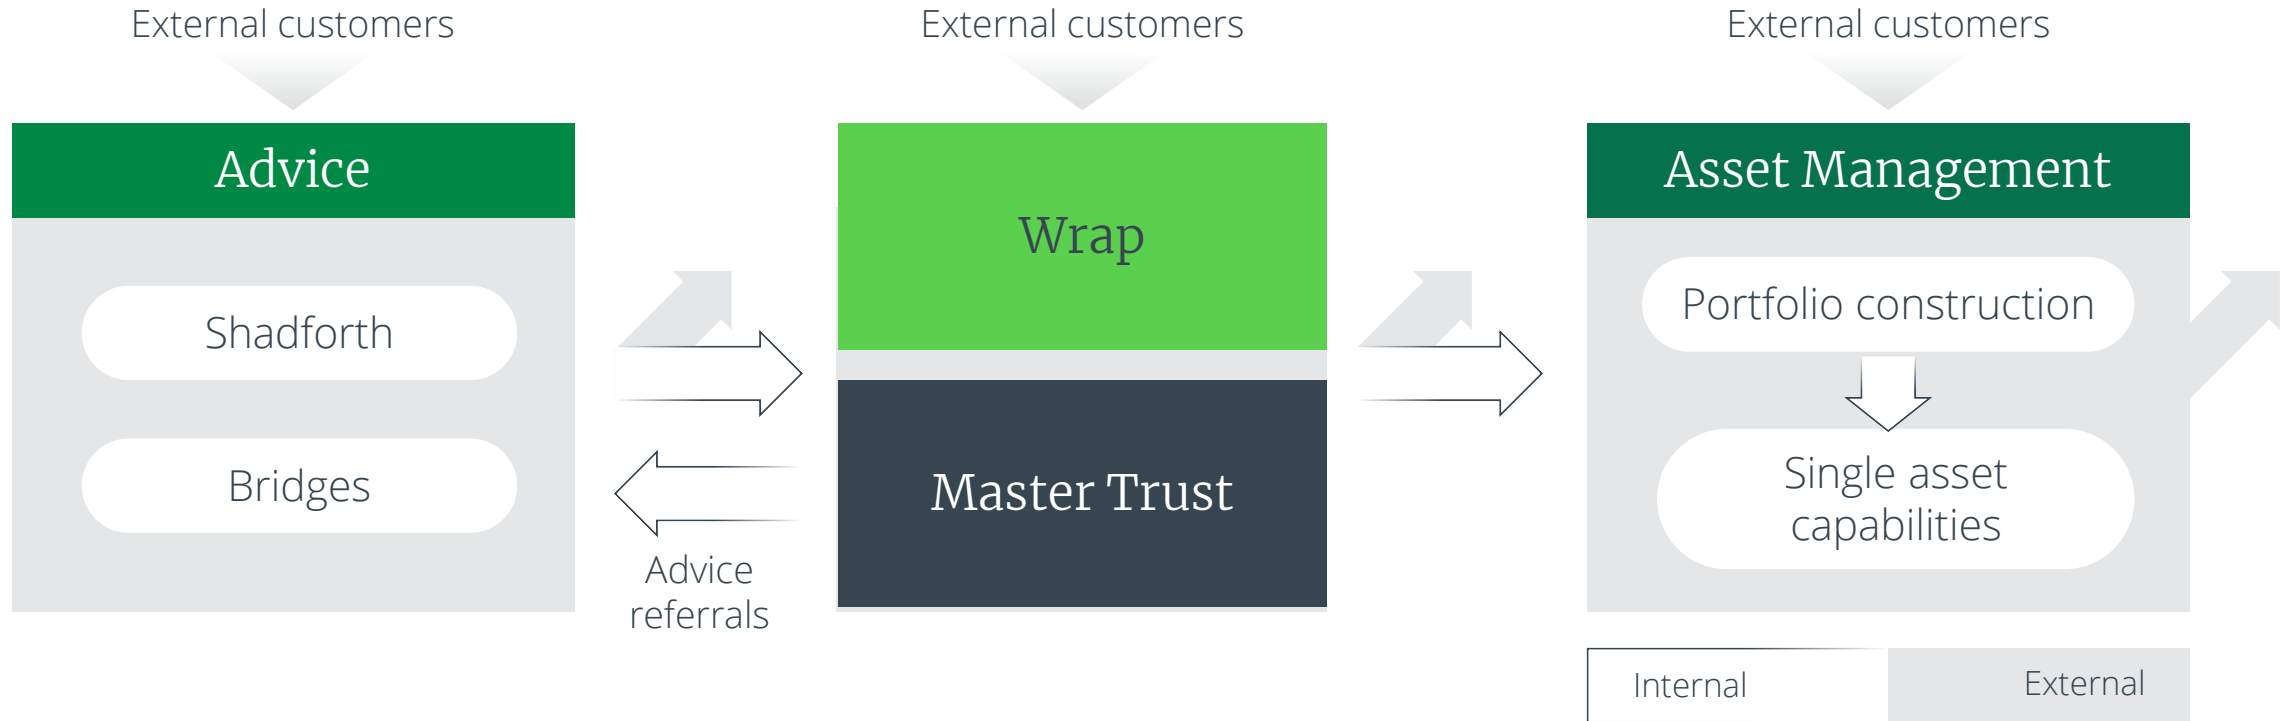 External customers
External customers
External customers
Advice
Wrap
Asset Management
Shadforth
Bridges
Advice
referrals
Master Trust
Portfolio construction
Single asset
capabilities
Internal
External